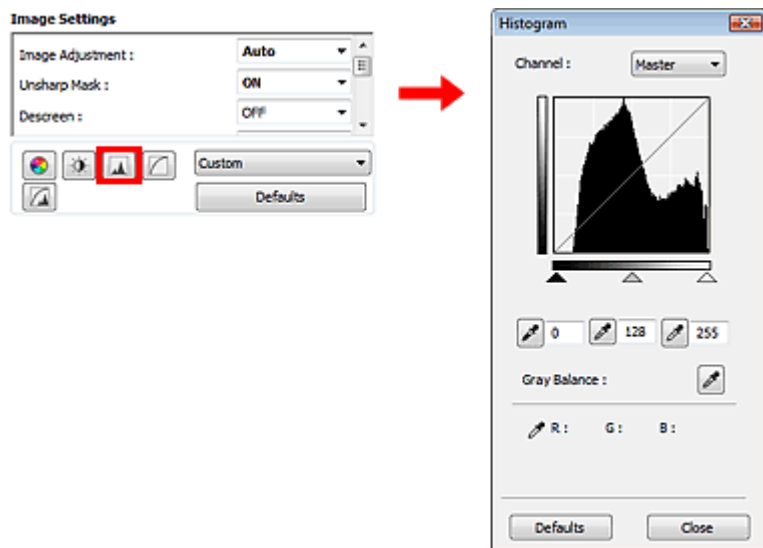 Image Settings
Image Adjustment : Auto
Unsharp Mask : ON
Descreen : OFF
Custom
Defaults
Histogram
Channel : Master
0 128 255
Gray Balance :
R : G : B :
Defaults Close